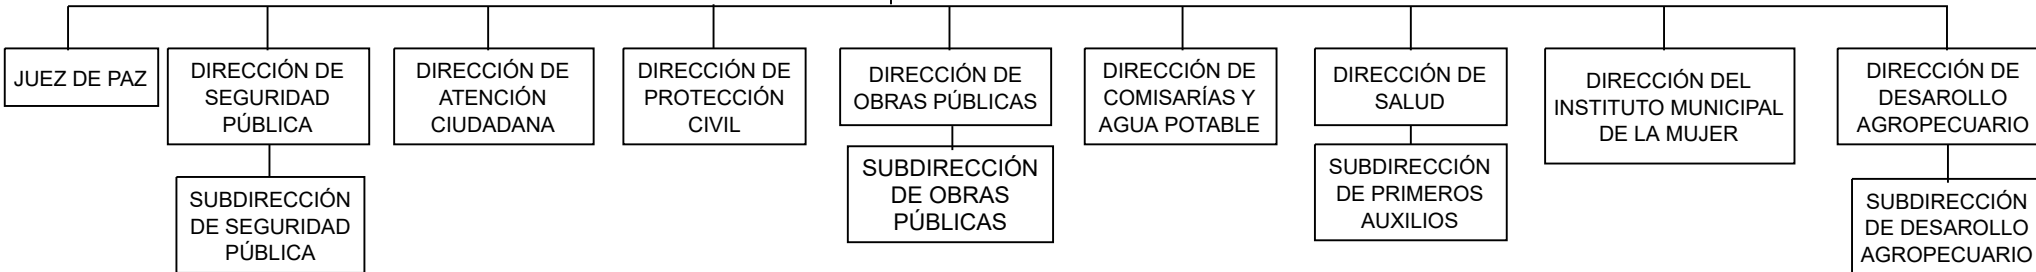 JUEZ DE PAZ
DIRECCIÓN DE
SEGURIDAD
PÚBLICA
DIRECCIÓN DE
ATENCIÓN
CIUDADANA
DIRECCIÓN DE
PROTECCIÓN
CIVIL
DIRECCIÓN DE
OBRAS PÚBLICAS
DIRECCIÓN DE
COMISARÍAS Y
AGUA POTABLE
DIRECCIÓN DE
SALUD
DIRECCIÓN DEL
INSTITUTO MUNICIPAL
DE LA MUJER
DIRECCIÓN DE
DESAROLLO
AGROPECUARIO
SUBDIRECCIÓN
DE SEGURIDAD
PÚBLICA
SUBDIRECCIÓN
DE OBRAS
PÚBLICAS
SUBDIRECCIÓN
DE PRIMEROS
AUXILIOS
SUBDIRECCIÓN
DE DESAROLLO
AGROPECUARIO